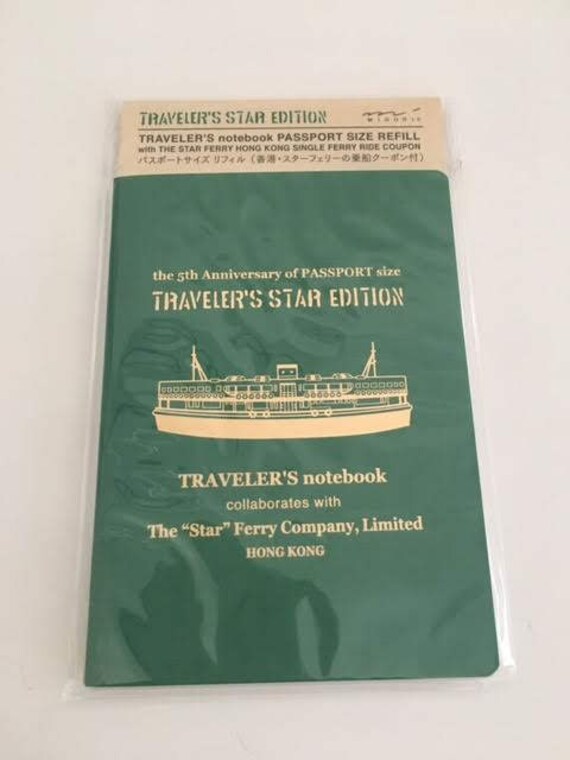 TRAVELER'S STAR EDITION
MIDORI
TRAVELER'S notebook PASSPORT SIZE REFILL
with THE STAR FERRY HONG KONG SINGLE FERRY RIDE COUPON
パスポートサイズ リフィル（香港・スターフェリーの乗船クーポン付）
the 5th Anniversary of PASSPORT size
TRAVELER'S STAR EDITION
TRAVELER'S notebook
collaborates with
The “Star” Ferry Company, Limited
HONG KONG